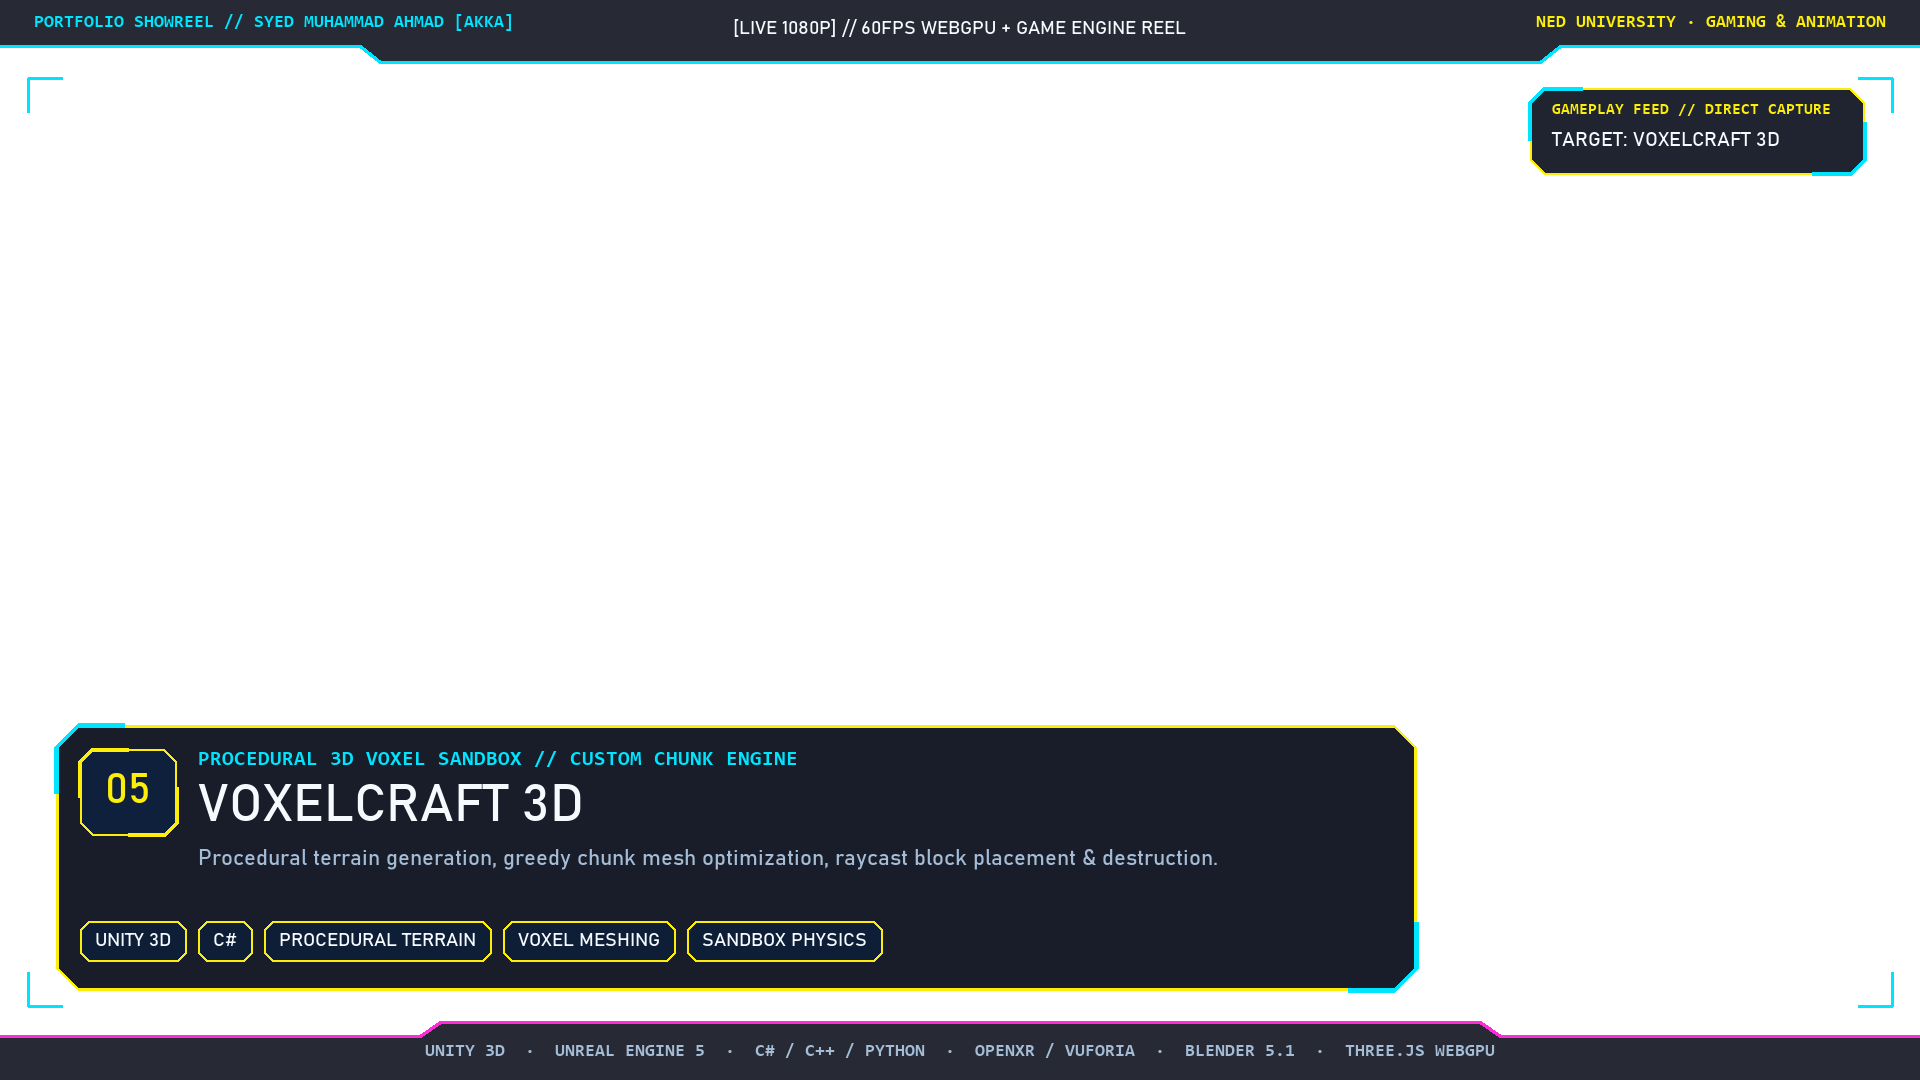 PORTFOLIO SHOWREEL // SYED MUHAMMAD AHMAD [AKKA]
[LIVE 1080P] // 60FPS WEBGPU + GAME ENGINE REEL
NED UNIVERSITY · GAMING & ANIMATION
GAMEPLAY FEED // DIRECT CAPTURE
TARGET: VOXELCRAFT 3D
05
PROCEDURAL 3D VOXEL SANDBOX // CUSTOM CHUNK ENGINE
VOXELCRAFT 3D
Procedural terrain generation, greedy chunk mesh optimization, raycast block placement & destruction.
UNITY 3D
C#
PROCEDURAL TERRAIN
VOXEL MESHING
SANDBOX PHYSICS
UNITY 3D · UNREAL ENGINE 5 · C# / C++ / PYTHON · OPENXR / VUFORIA · BLENDER 5.1 · THREE.JS WEBGPU